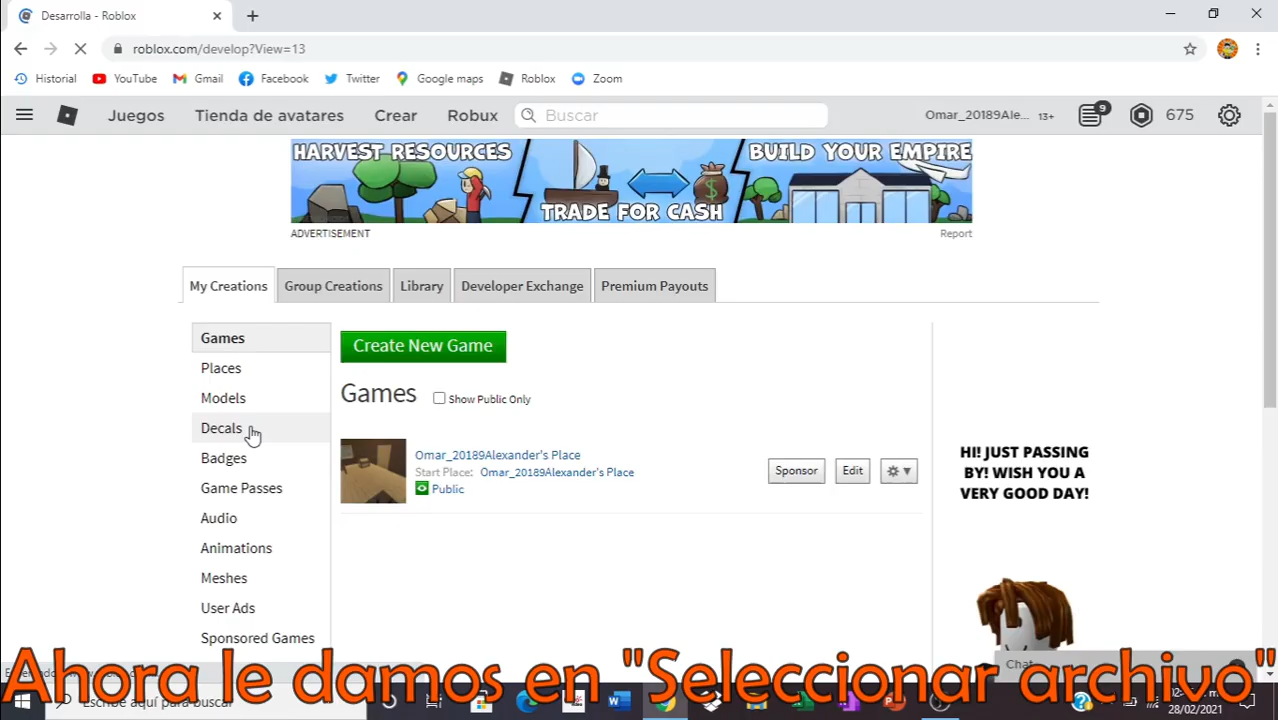 Desarrolla - Roblox
roblox.com/develop?View=13
Historial YouTube Gmail Facebook Twitter Google maps Roblox Zoom
Juegos Tienda de avatares Crear Robux Buscar Omar_20189Ale... 13+ 9 675
HARVEST RESOURCES BUILD YOUR EMPIRE
TRADE FOR CASH
ADVERTISEMENT Report
My Creations Group Creations Library Developer Exchange Premium Payouts
Games
Places
Models
Decals
Badges
Game Passes
Audio
Animations
Meshes
User Ads
Sponsored Games
Create New Game
Games Show Public Only
Omar_20189Alexander's Place
Start Place: Omar_20189Alexander's Place
Public
Sponsor Edit
HI! JUST PASSING
BY! WISH YOU A
VERY GOOD DAY!
Chat
Ahora le damos en "Seleccionar archivo"
Escribe aquí para buscar
28/02/2021